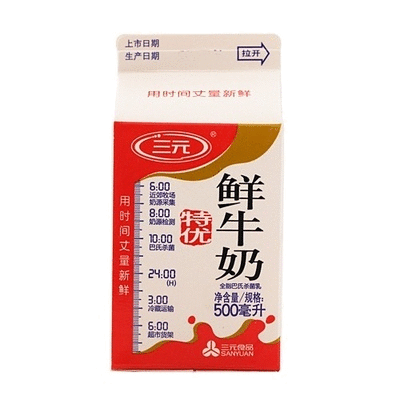 上市日期
生产日期
拉开
用时间丈量新鲜
三元
用时间丈量新鲜
6:00
近郊牧场
奶源采集
8:00
奶源检测
10:00
巴氏杀菌
24:00
(H)
3:00
冷藏运输
6:00
超市货架
特优
鲜牛奶
全脂巴氏杀菌乳
净含量/规格:
500毫升
三元食品
SANYUAN